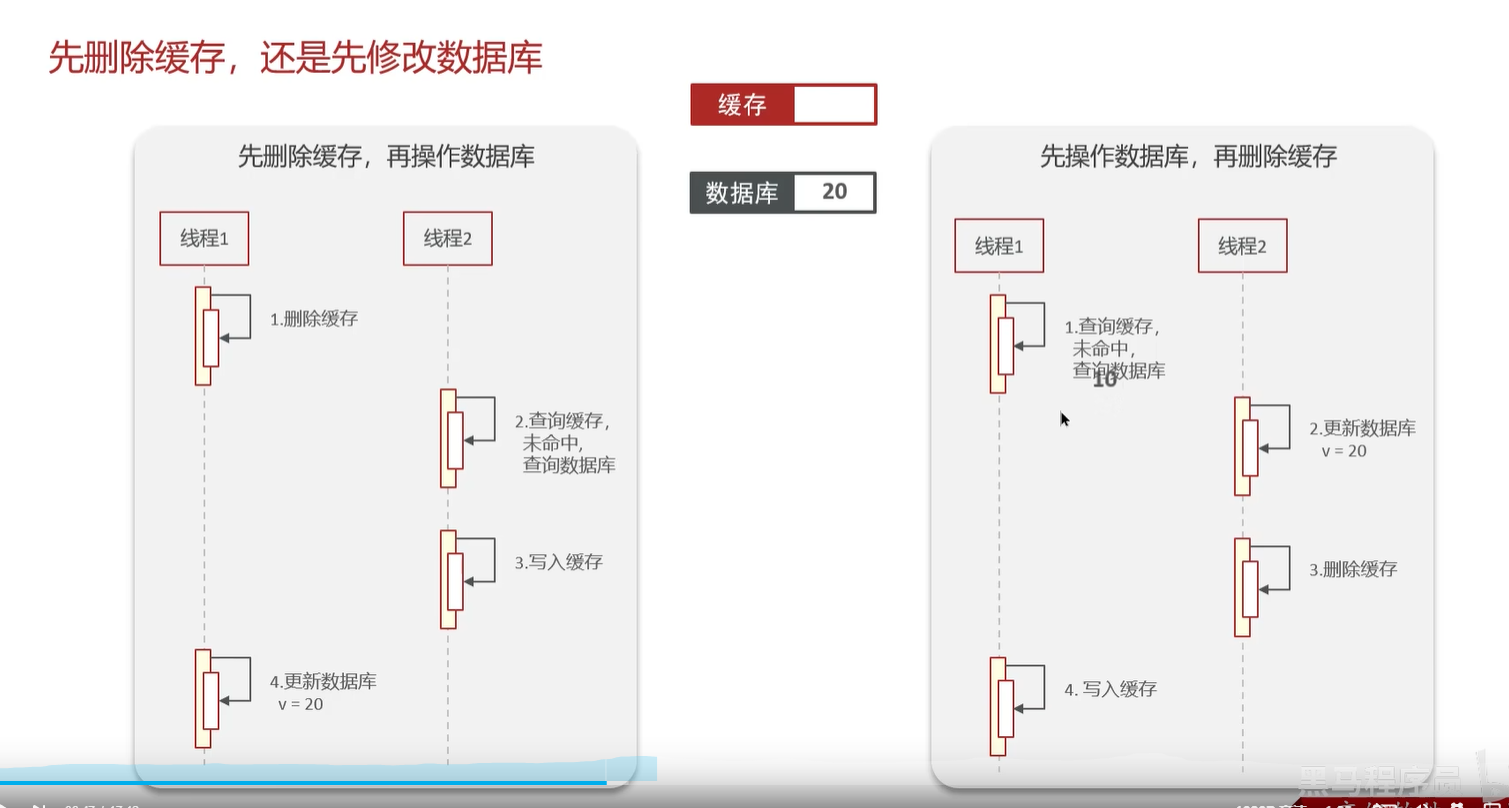 先删除缓存，还是先修改数据库
缓存
数据库 20
先删除缓存，再操作数据库
线程1
线程2
1.删除缓存
2.查询缓存，
未命中，
查询数据库
3.写入缓存
4.更新数据库
v = 20
先操作数据库，再删除缓存
线程1
线程2
1.查询缓存，
未命中，
查询数据库
10
2.更新数据库
v = 20
3.删除缓存
4. 写入缓存
黑马程序员